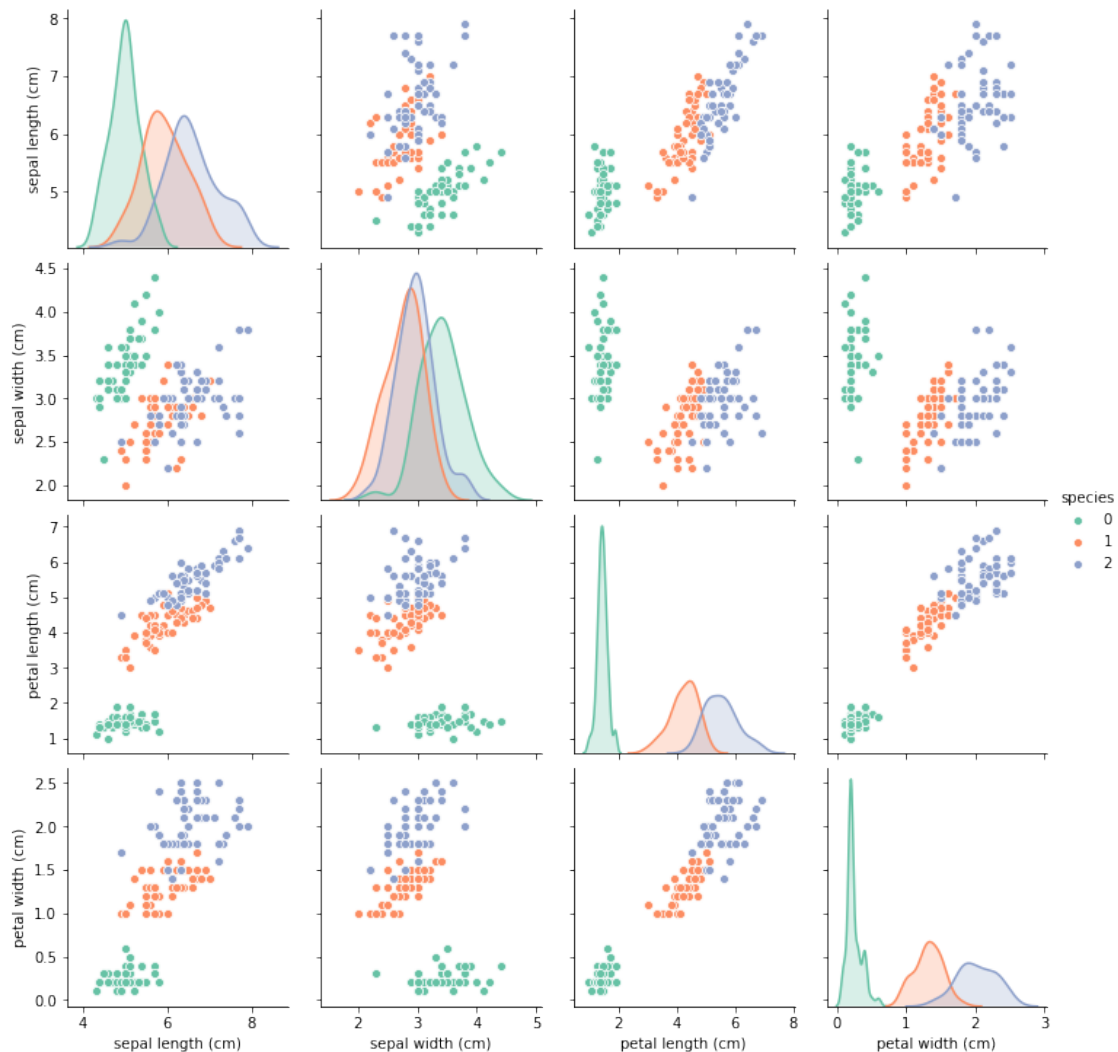 8
7
6
5
sepal length (cm)
4.5
4.0
3.5
3.0
2.5
2.0
sepal width (cm)
species
0
1
2
7
6
5
4
3
2
1
petal length (cm)
2.5
2.0
1.5
1.0
0.5
0.0
petal width (cm)
4 6 8
2 3 4 5
2 4 6 8
0 1 2 3
sepal length (cm) sepal width (cm) petal length (cm) petal width (cm)